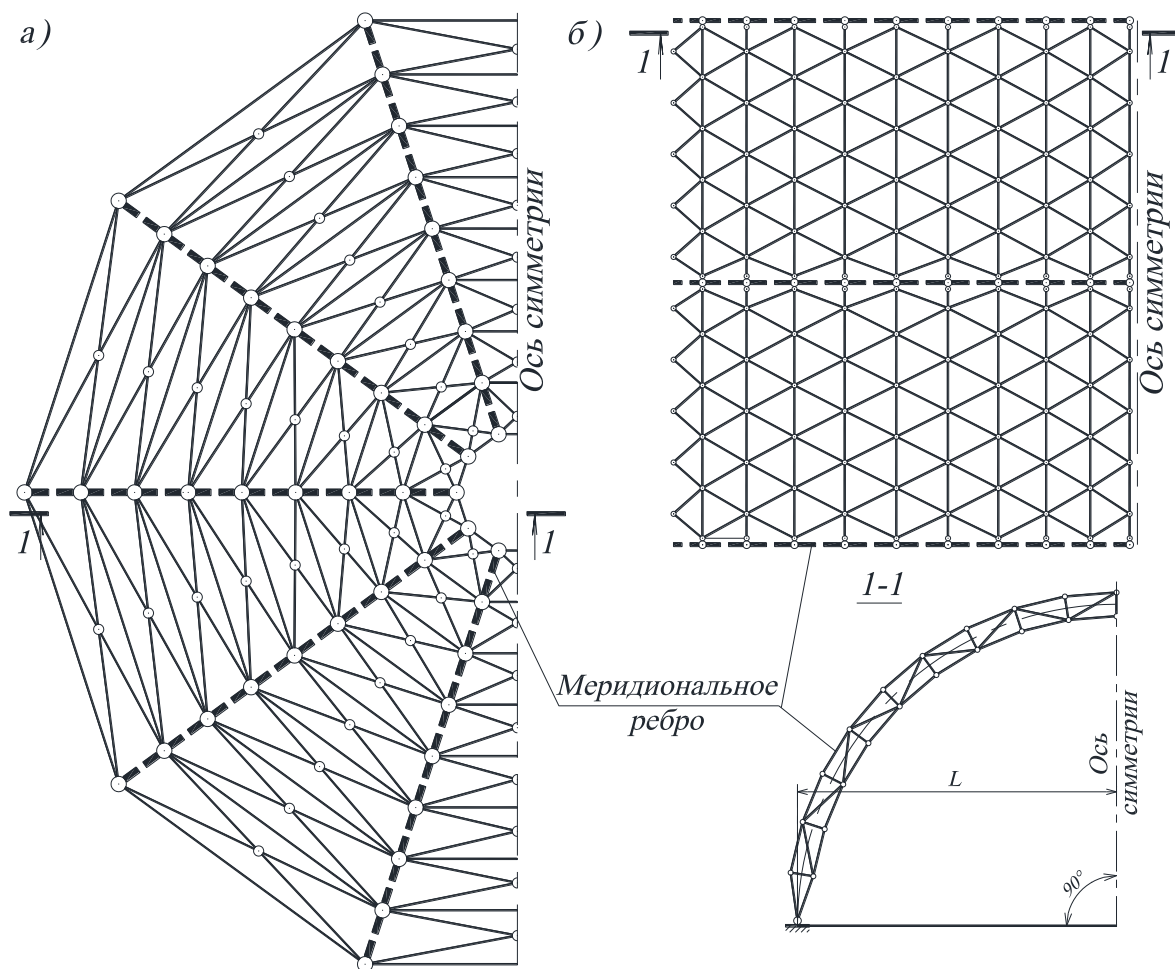 а)
б)
1
1
Ось симметрии
Ось симметрии
1
1
1-1
Меридиональное
ребро
L
Ось
симметрии
90°